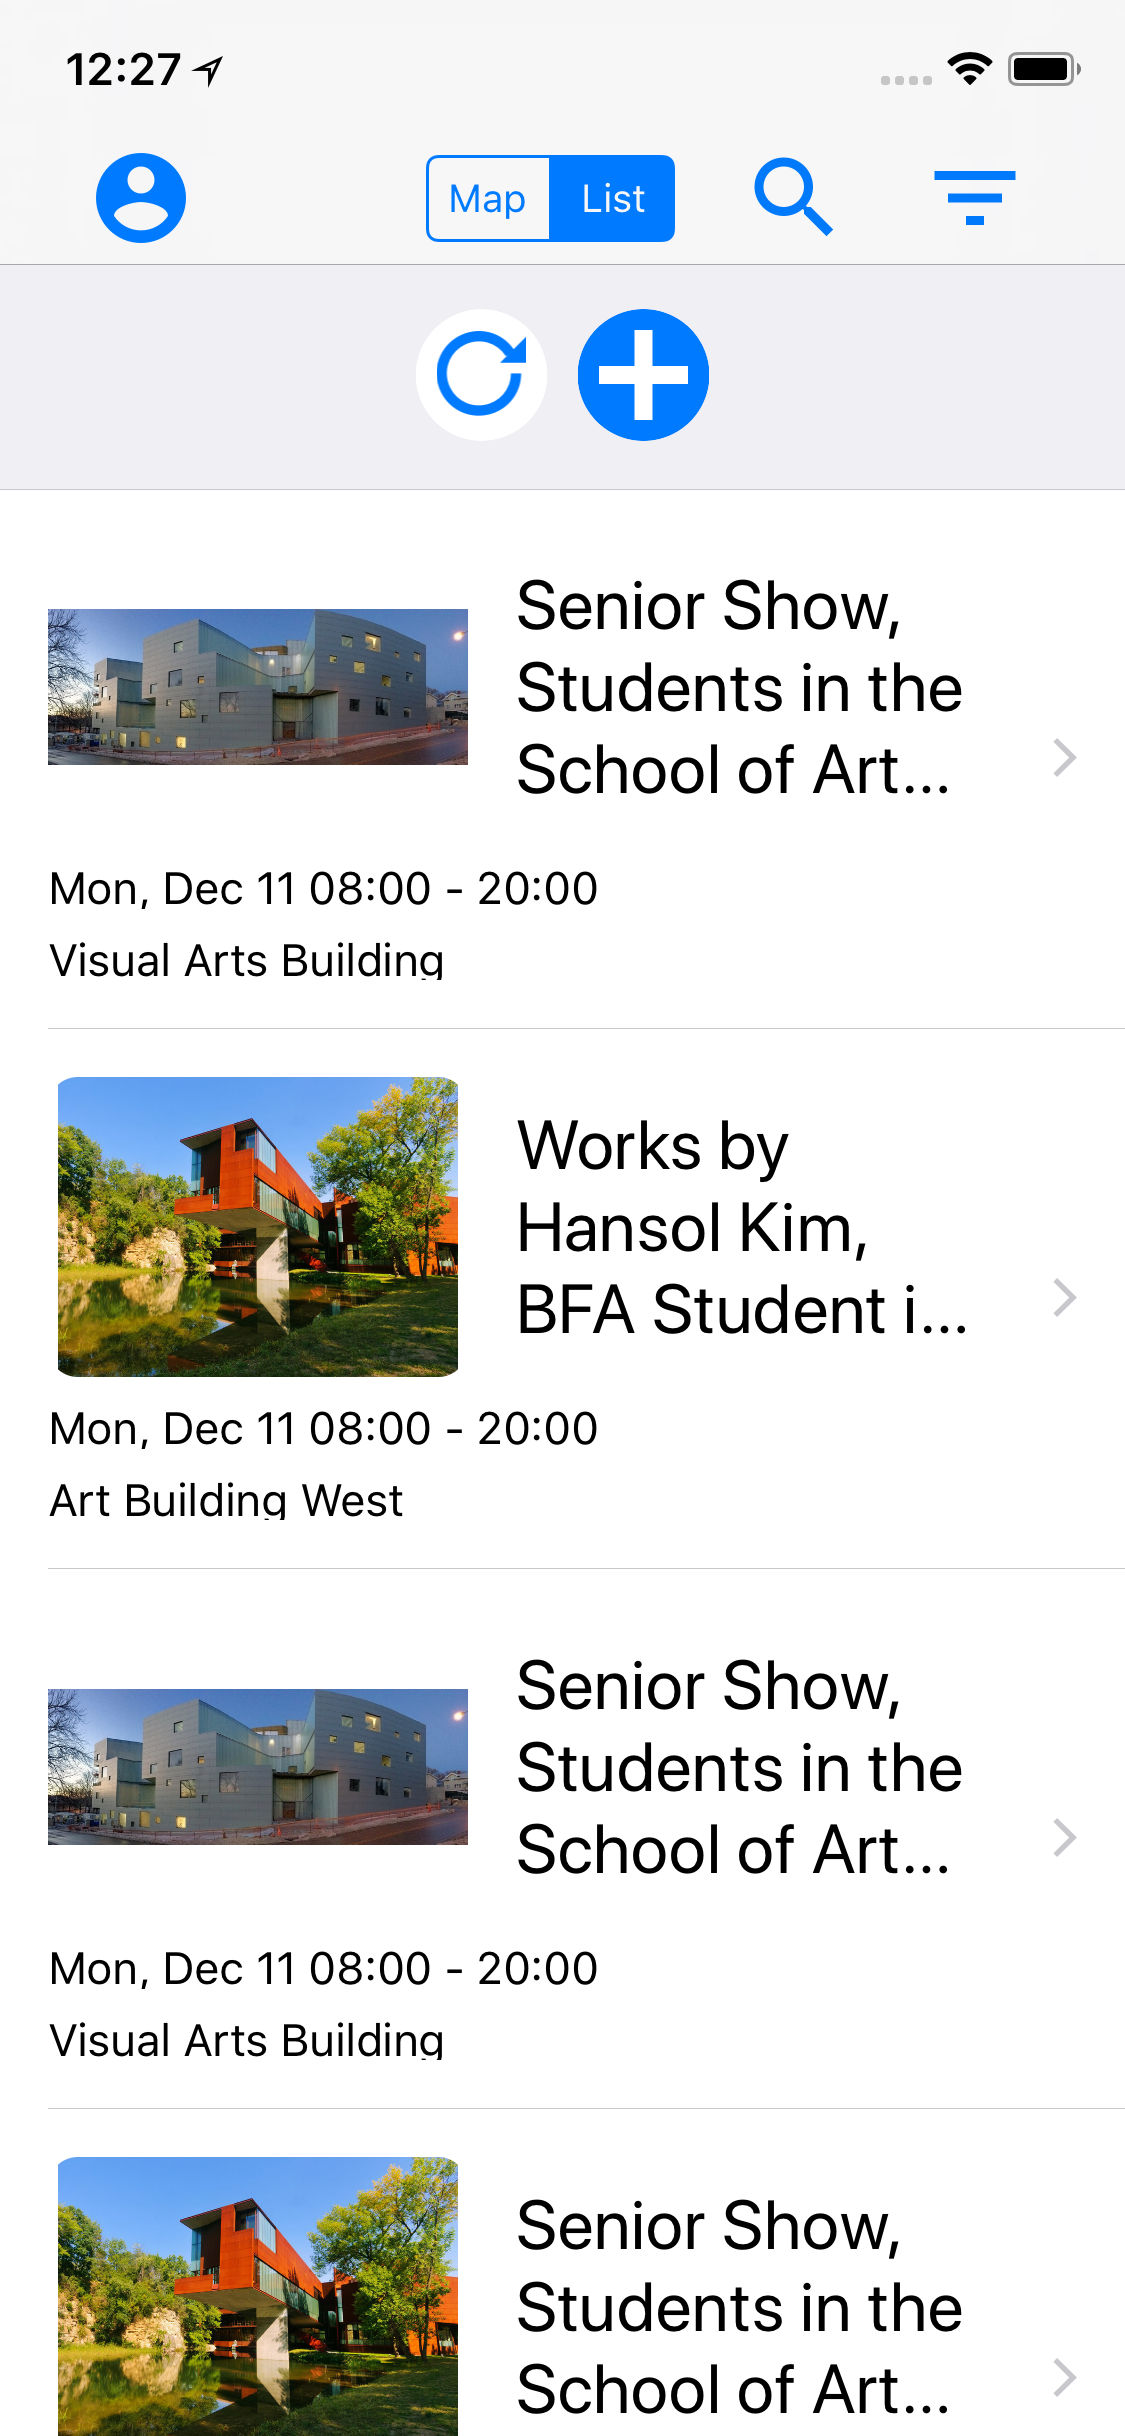 12:27
Map List
Senior Show,
Students in the
School of Art...
Mon, Dec 11 08:00 - 20:00
Visual Arts Building
Works by
Hansol Kim,
BFA Student i...
Mon, Dec 11 08:00 - 20:00
Art Building West
Senior Show,
Students in the
School of Art...
Mon, Dec 11 08:00 - 20:00
Visual Arts Building
Senior Show,
Students in the
School of Art...